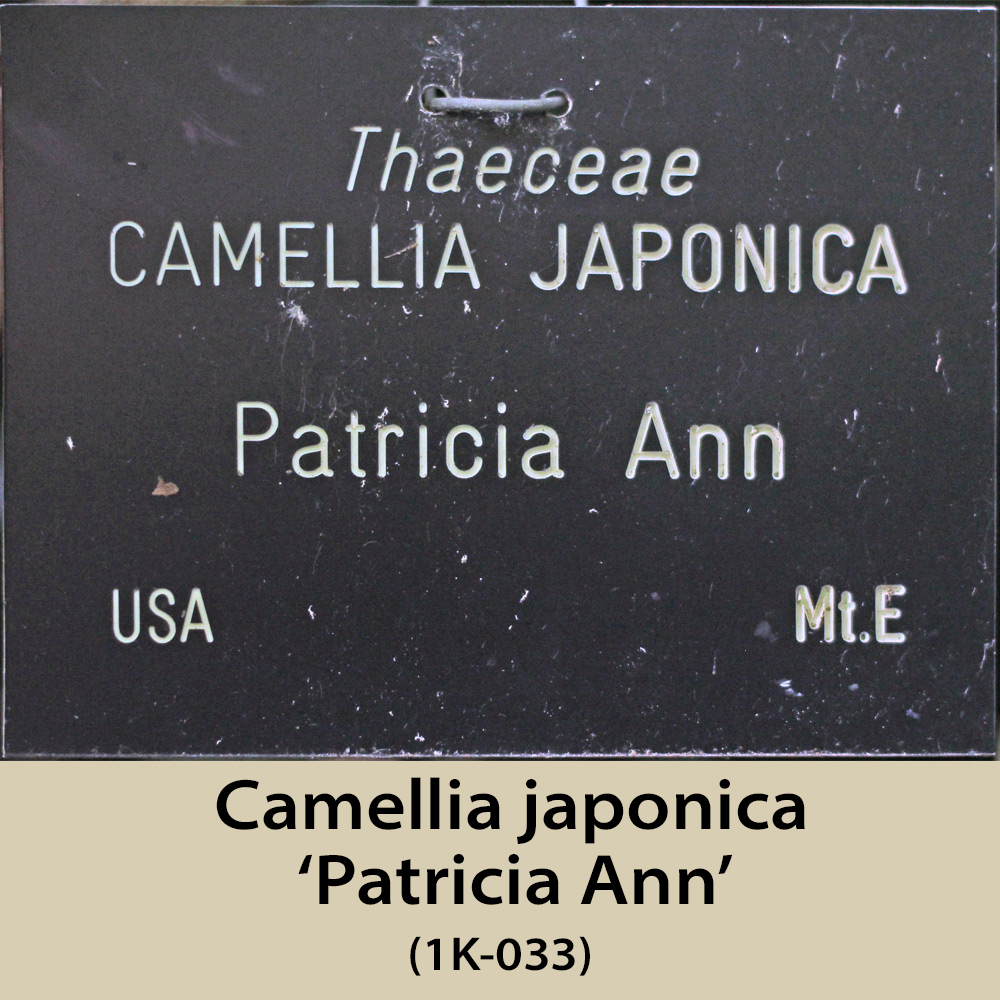 Thaeceae
CAMELLIA JAPONICA
Patricia Ann
USA Mt.E
Camellia japonica
‘Patricia Ann’
(1K-033)